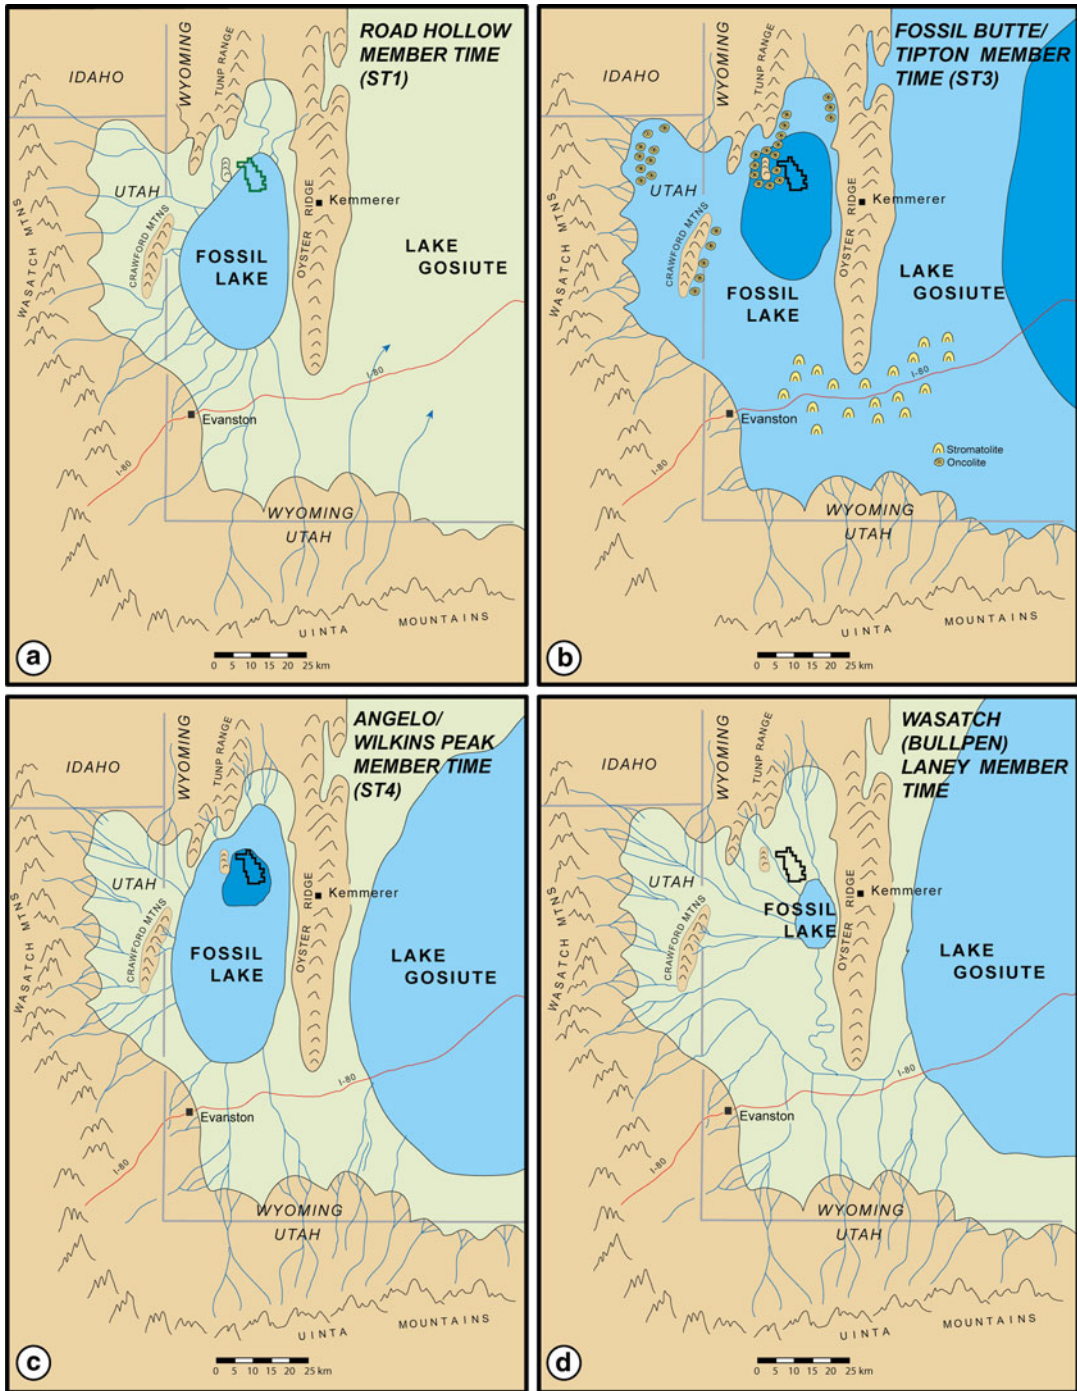 ROAD HOLLOW
MEMBER TIME
(ST1)
IDAHO
WYOMING
TUNP RANGE
UTAH
WASATCH MTNS
CRAWFORD MTNS
OYSTER RIDGE
Kemmerer
FOSSIL
LAKE
LAKE
GOSIUTE
I-80
Evanston
I-80
WYOMING
UTAH
UINTA MOUNTAINS
0 5 10 15 20 25 km
a
FOSSIL BUTTE/
TIPTON MEMBER
TIME (ST3)
IDAHO
WYOMING
TUNP RANGE
UTAH
WASATCH MTNS
CRAWFORD MTNS
OYSTER RIDGE
Kemmerer
FOSSIL
LAKE
LAKE
GOSIUTE
I-80
Evanston
I-80
Stromatolite
Oncolite
WYOMING
UTAH
UINTA MOUNTAINS
0 5 10 15 20 25 km
b
ANGELO/
WILKINS PEAK
MEMBER TIME
(ST4)
IDAHO
WYOMING
TUNP RANGE
UTAH
WASATCH MTNS
CRAWFORD MTNS
OYSTER RIDGE
Kemmerer
FOSSIL
LAKE
LAKE
GOSIUTE
I-80
Evanston
I-80
WYOMING
UTAH
UINTA MOUNTAINS
0 5 10 15 20 25 km
c
WASATCH
(BULLPEN)
LANEY MEMBER
TIME
IDAHO
WYOMING
TUNP RANGE
UTAH
WASATCH MTNS
CRAWFORD MTNS
OYSTER RIDGE
Kemmerer
FOSSIL
LAKE
LAKE
GOSIUTE
I-80
Evanston
I-80
WYOMING
UTAH
UINTA MOUNTAINS
0 5 10 15 20 25 km
d